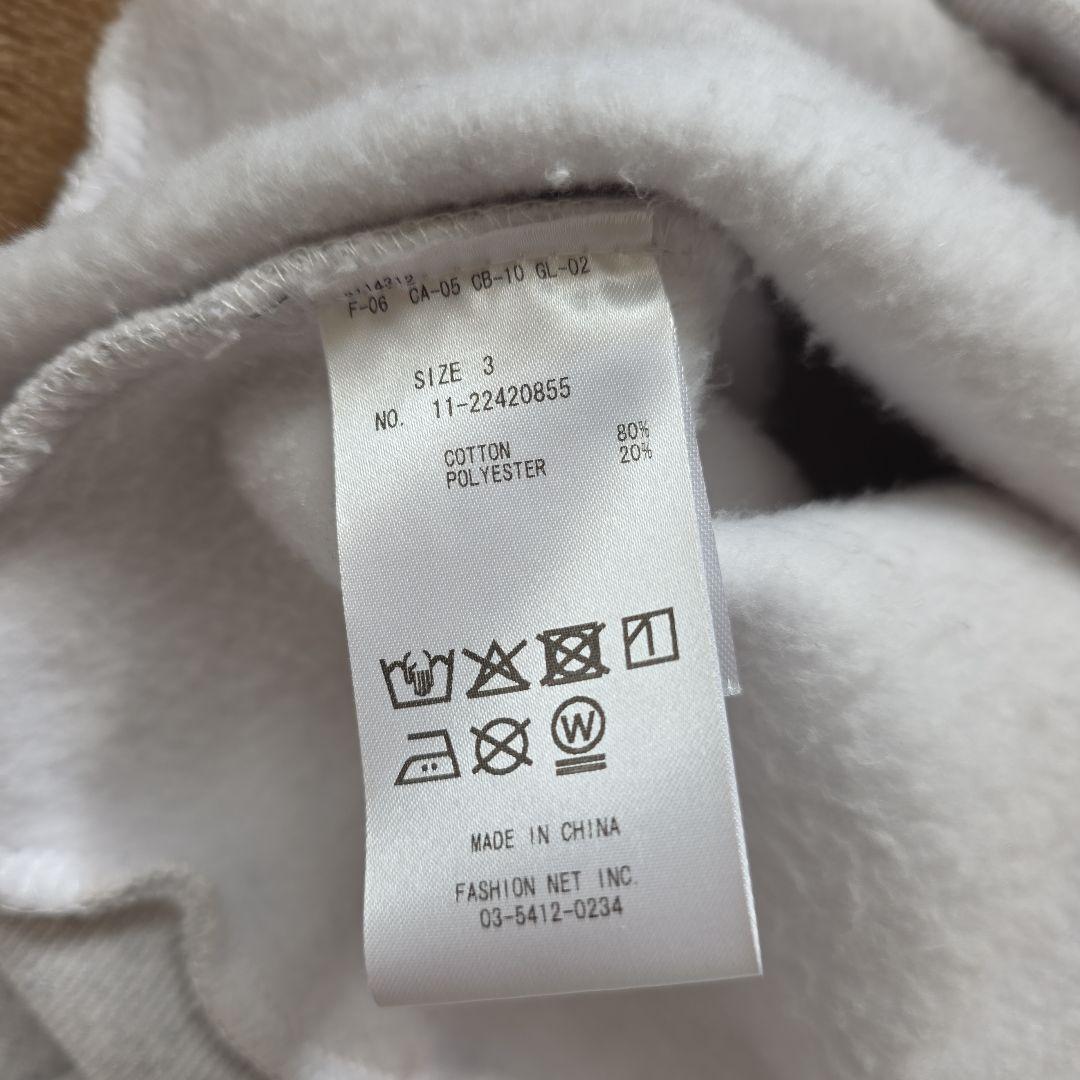 F-06 CA-05 CB-10 GL-02
SIZE 3
NO. 11-22420855
COTTON 80%
POLYESTER 20%
W
MADE IN CHINA
FASHION NET INC.
03-5412-0234